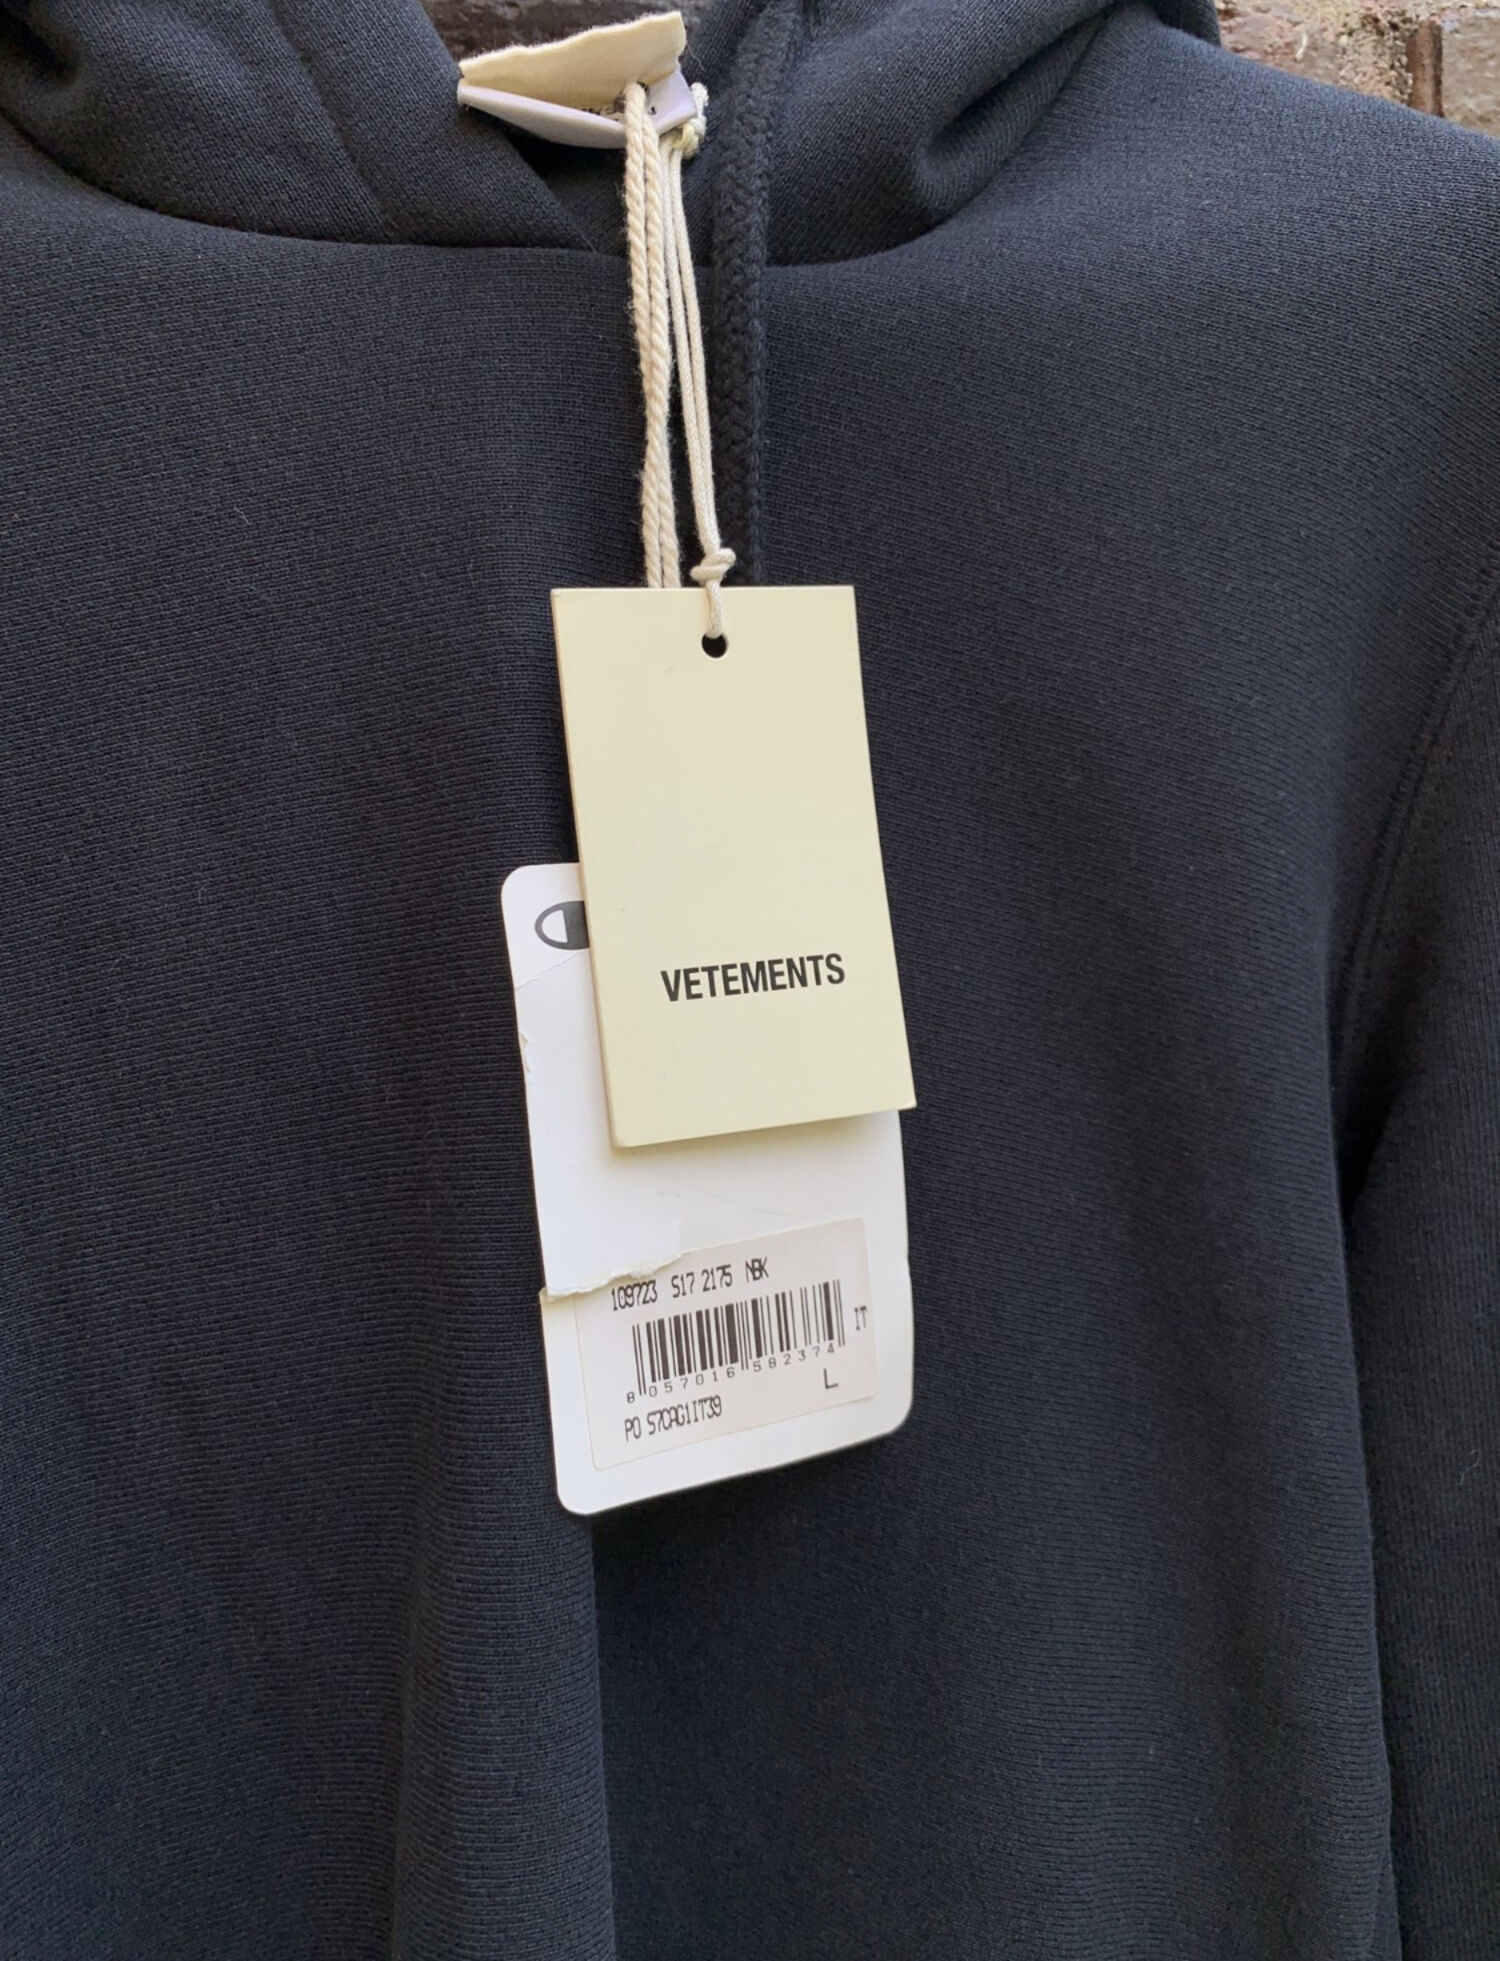 VETEMENTS
109723 S17 2175 NBK
IT
8 057016 582374
L
PO S7CAG1IT39